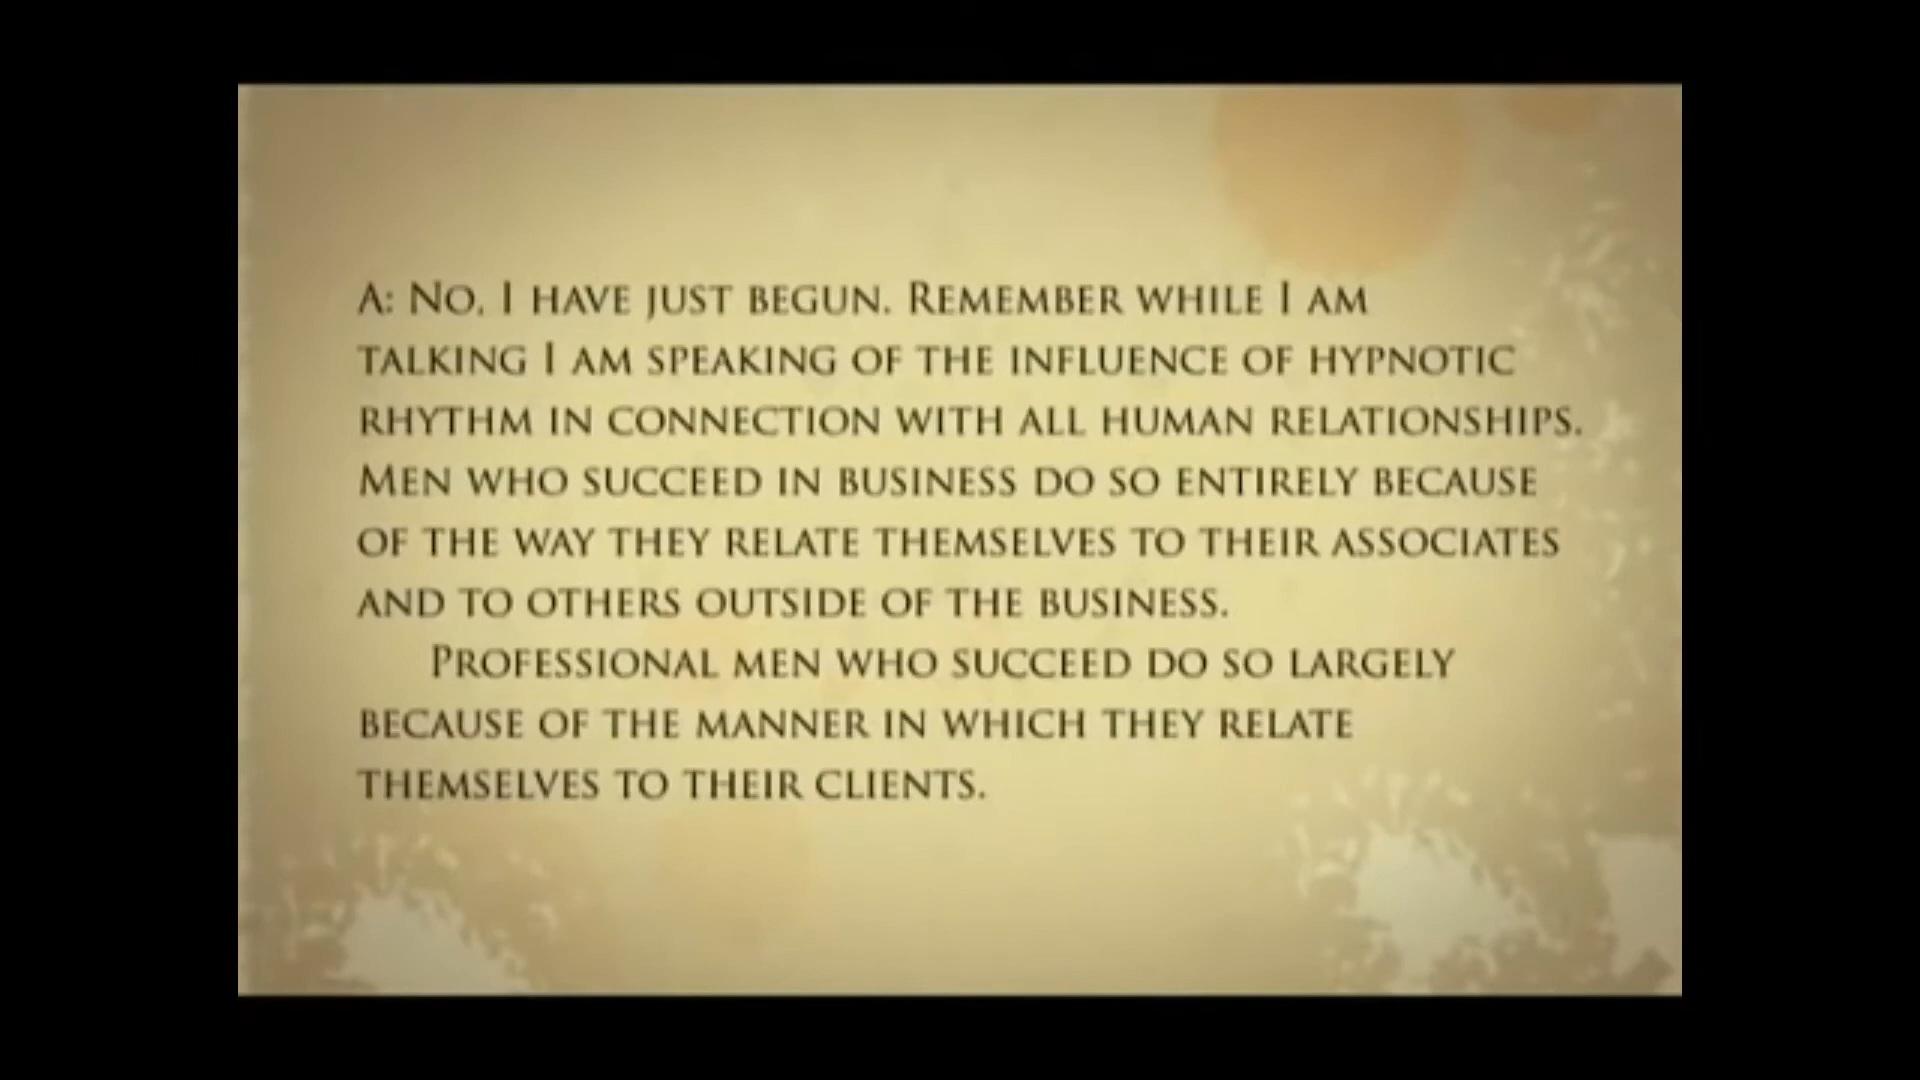 A: No, I have just begun. Remember while I am
talking I am speaking of the influence of hypnotic
rhythm in connection with all human relationships.
Men who succeed in business do so entirely because
of the way they relate themselves to their associates
and to others outside of the business.
Professional men who succeed do so largely
because of the manner in which they relate
themselves to their clients.